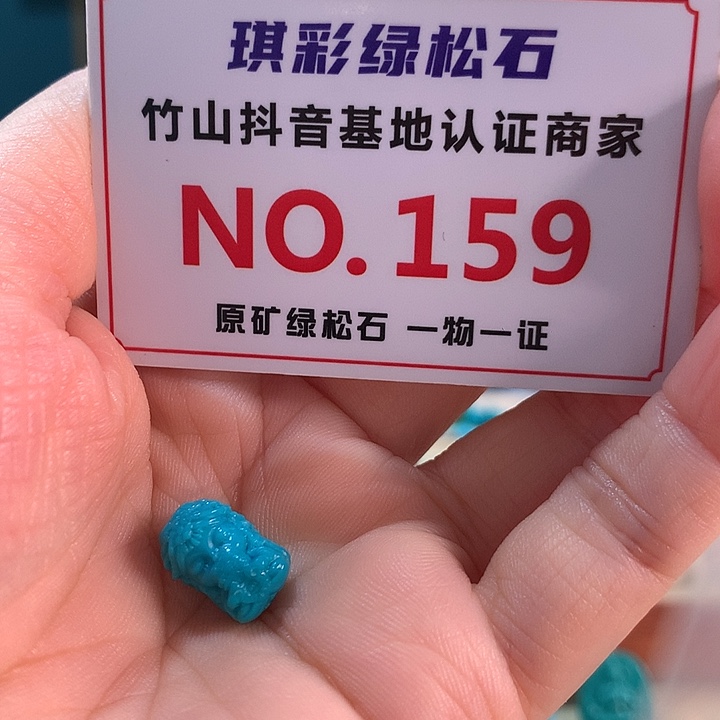 琪彩绿松石
竹山抖音基地认证商家
NO.159
原矿绿松石 一物一证